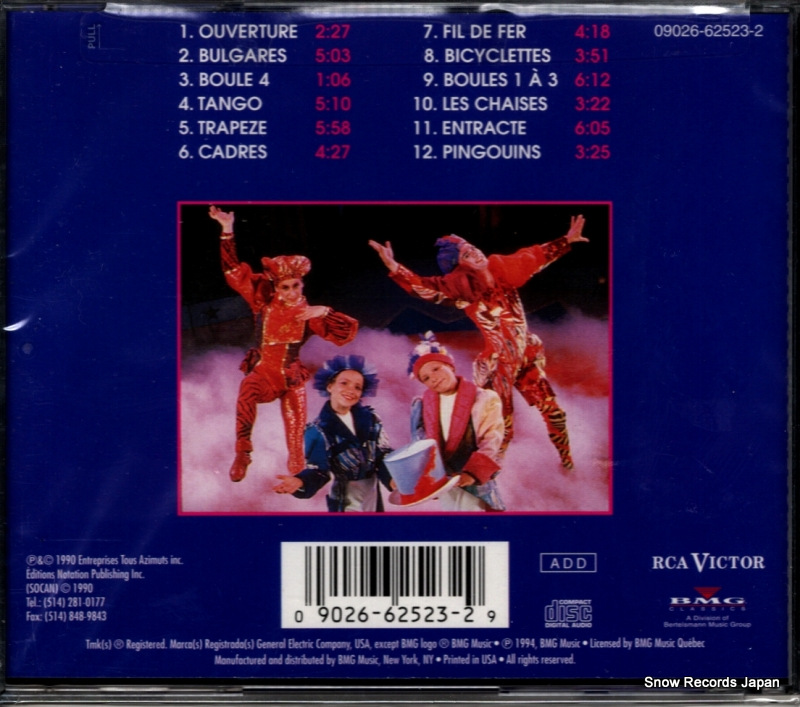 PULL
1. OUVERTURE 2:27
2. BULGARES 5:03
3. BOULE 4 1:06
4. TANGO 5:10
5. TRAPEZE 5:58
6. CADRES 4:27
7. FIL DE FER 4:18
8. BICYCLETTES 3:51
9. BOULES 1 À 3 6:12
10. LES CHAISES 3:22
11. ENTRACTE 6:05
12. PINGOUINS 3:25
09026-62523-2
℗&© 1990 Entreprises Tous Azimuts inc.
Éditions Nøtation Publishing Inc.
(SOCAN) © 1990
Tel.: (514) 281-0177
Fax: (514) 848-9843
0 9026-62523-2 9
ADD
COMPACT
disc
DIGITAL AUDIO
RCA VICTOR
BMG
CLASSICS
A Division of
Bertelsmann Music Group
Tmk(s) ® Registered. Marca(s) Registrada(s) General Electric Company, USA, except BMG logo ® BMG Music • ℗ 1994, BMG Music • Licensed by BMG Music Québec
Manufactured and distributed by BMG Music, New York, NY • Printed in USA • All rights reserved.
Snow Records Japan